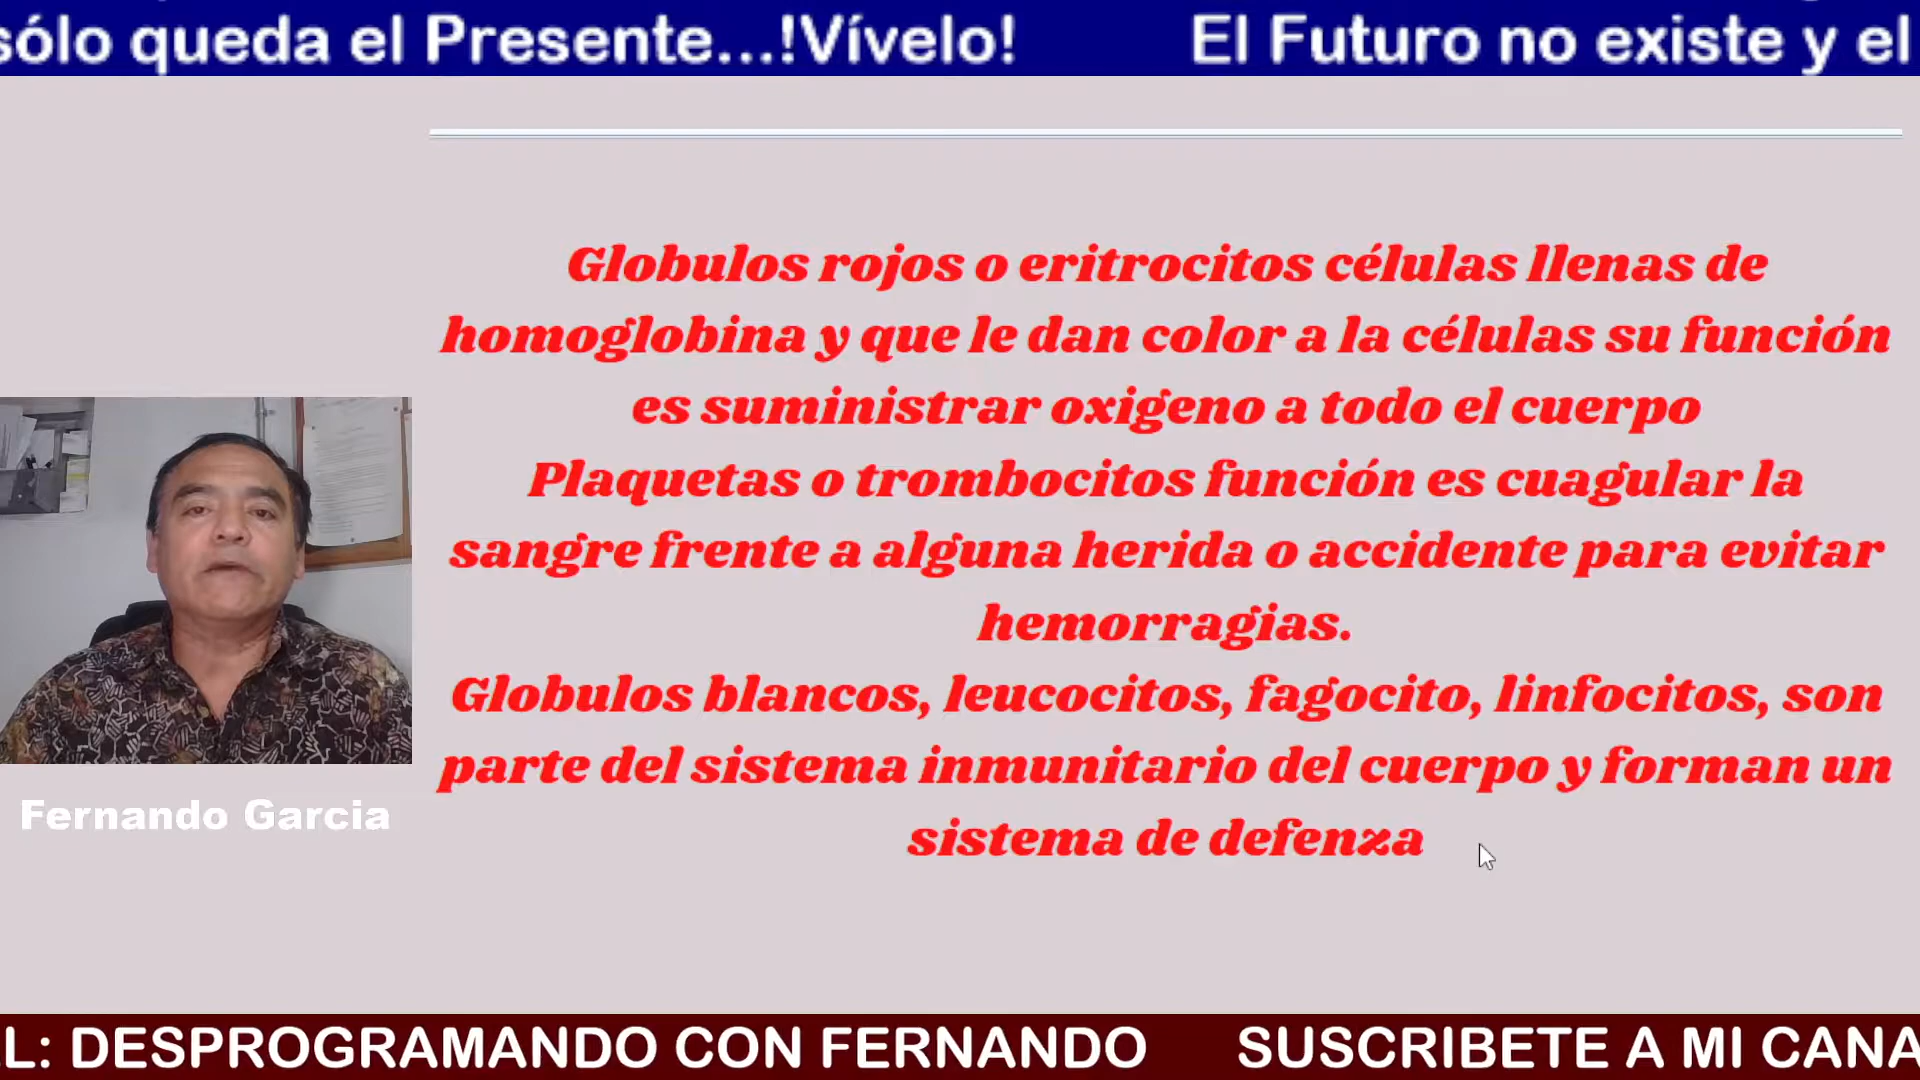 sólo queda el Presente...!Vívelo! El Futuro no existe y el
Globulos rojos o eritrocitos células llenas de
homoglobina y que le dan color a la células su función
es suministrar oxigeno a todo el cuerpo
Plaquetas o trombocitos función es cuagular la
sangre frente a alguna herida o accidente para evitar
hemorragias.
Globulos blancos, leucocitos, fagocito, linfocitos, son
parte del sistema inmunitario del cuerpo y forman un
sistema de defenza
Fernando Garcia
L: DESPROGRAMANDO CON FERNANDO SUSCRIBETE A MI CANA